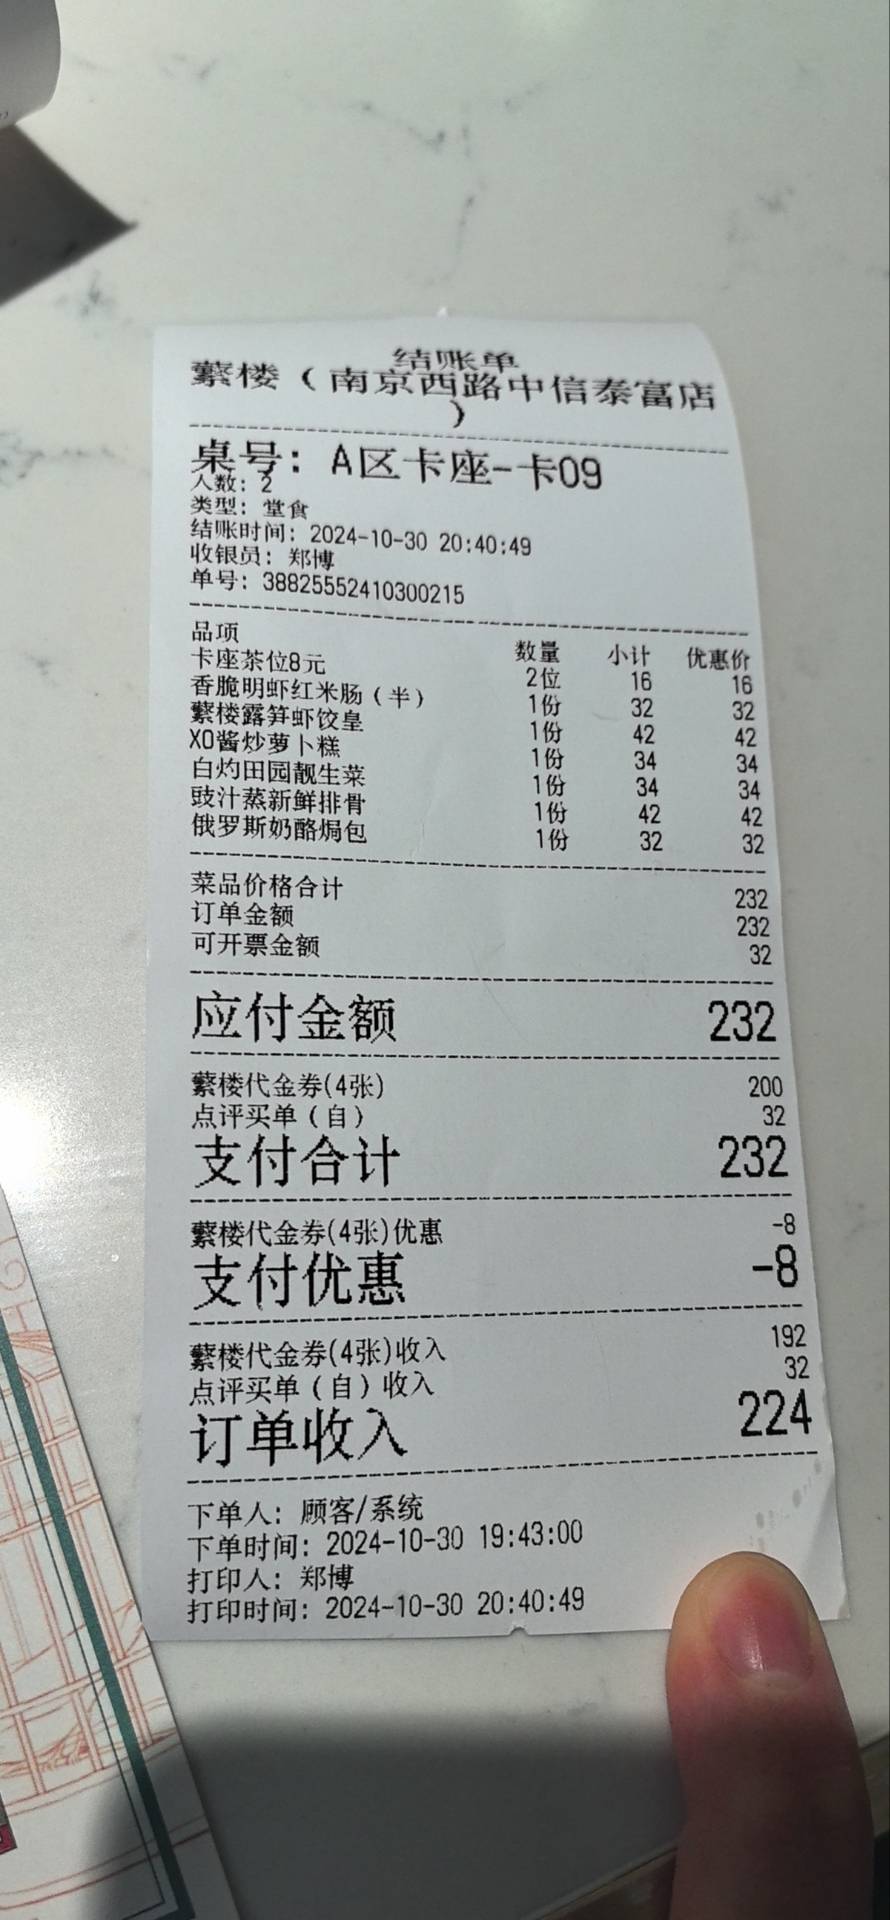 结账单
蘩楼（南京西路中信泰富店
）
桌号：A区卡座-卡09
人数：2
类型：堂食
结账时间：2024-10-30 20:40:49
收银员：郑博
单号：38825552410300215
品项 数量 小计 优惠价
卡座茶位8元 2位 16 16
香脆明虾红米肠（半） 1份 32 32
蘩楼露笋虾饺皇 1份 42 42
XO酱炒萝卜糕 1份 34 34
白灼田园靓生菜 1份 34 34
豉汁蒸新鲜排骨 1份 42 42
俄罗斯奶酪焗包 1份 32 32
菜品价格合计 232
订单金额 232
可开票金额 32
应付金额 232
蘩楼代金券(4张) 200
点评买单（自） 32
支付合计 232
蘩楼代金券(4张)优惠 -8
支付优惠 -8
蘩楼代金券(4张)收入 192
点评买单（自）收入 32
订单收入 224
下单人：顾客/系统
下单时间：2024-10-30 19:43:00
打印人：郑博
打印时间：2024-10-30 20:40:49